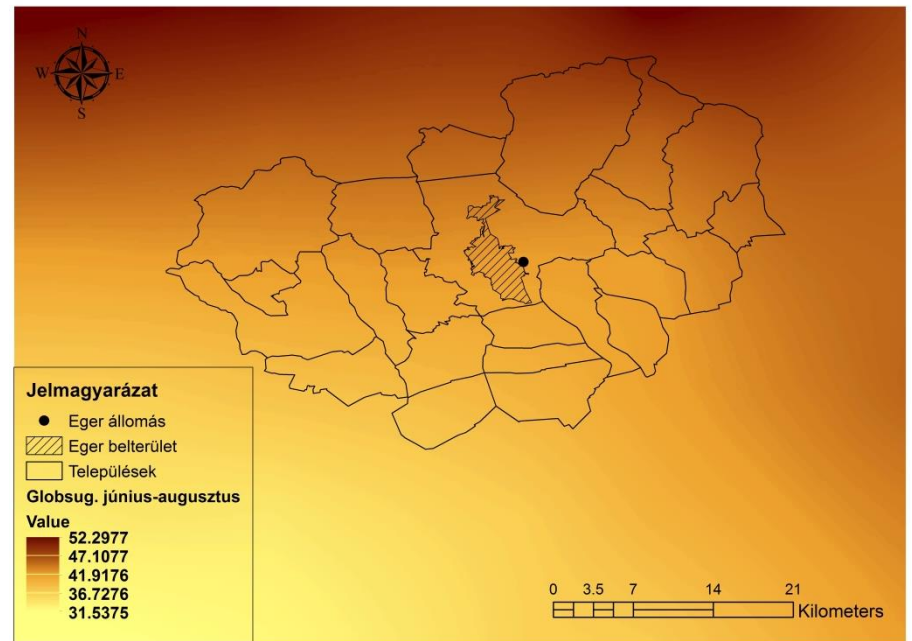 N
W E
S
Jelmagyarázat
Eger állomás
Eger belterület
Települések
Globsug. június-augusztus
Value
52.2977
47.1077
41.9176
36.7276
31.5375
0 3.5 7 14 21
Kilometers